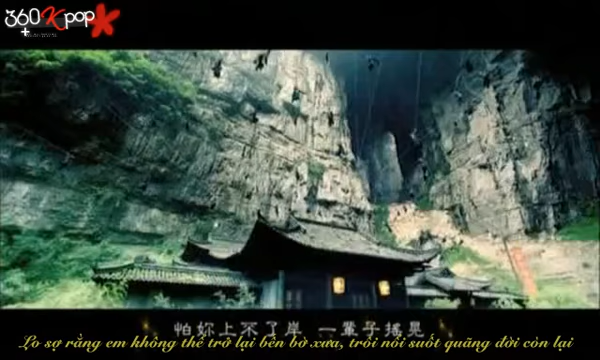 360Kpop
怕妳上不了岸 一輩子搖晃
Lo sợ rằng em không thể trở lại bên bờ xưa, trôi nổi suốt quãng đời còn lại